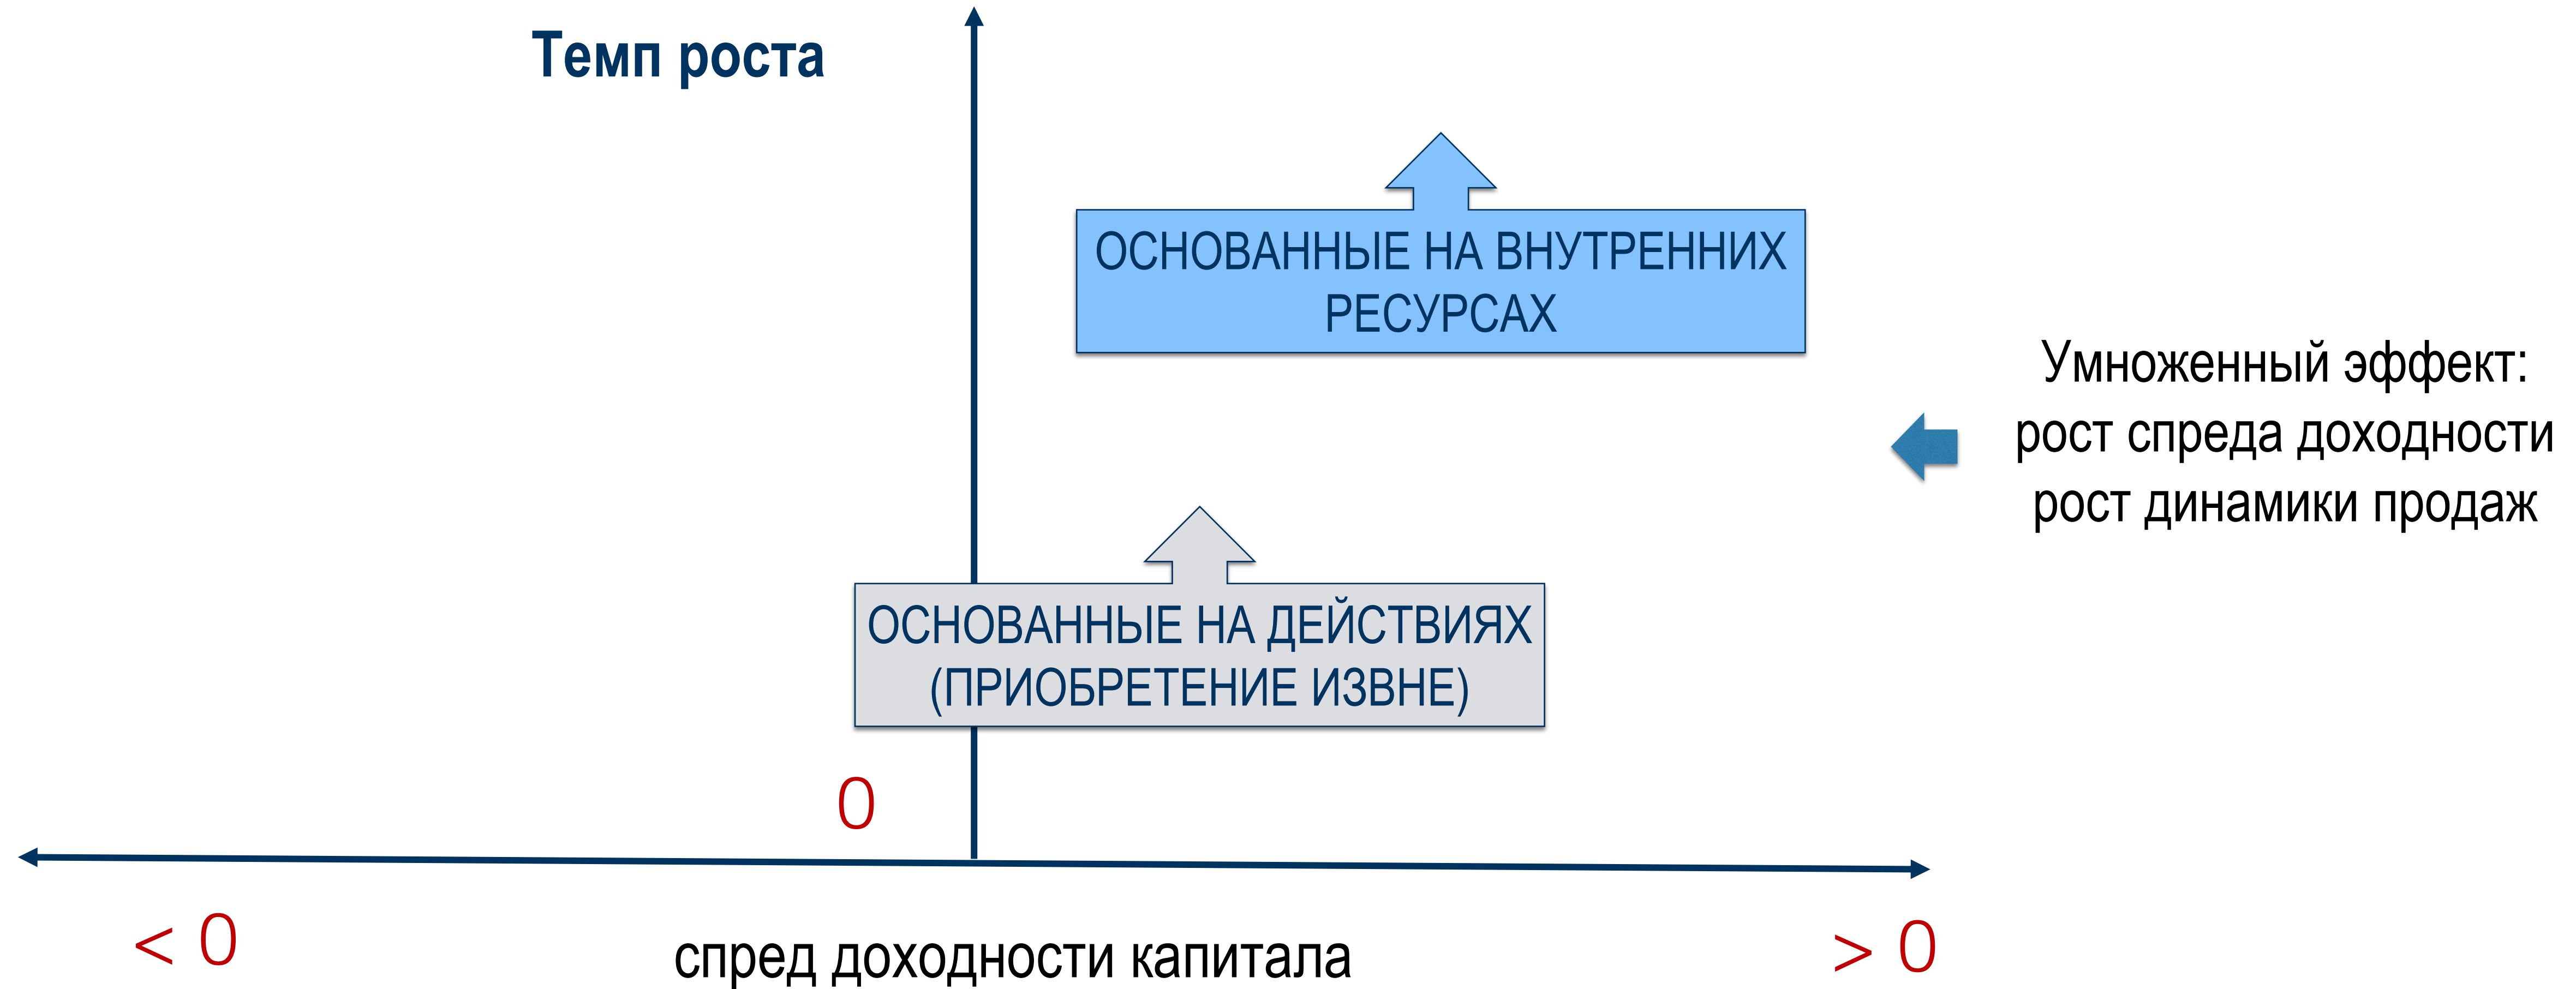 Темп роста
ОСНОВАННЫЕ НА ВНУТРЕННИХ
РЕСУРСАХ
Умноженный эффект:
рост спреда доходности
рост динамики продаж
ОСНОВАННЫЕ НА ДЕЙСТВИЯХ
(ПРИОБРЕТЕНИЕ ИЗВНЕ)
0
< 0
спред доходности капитала
> 0